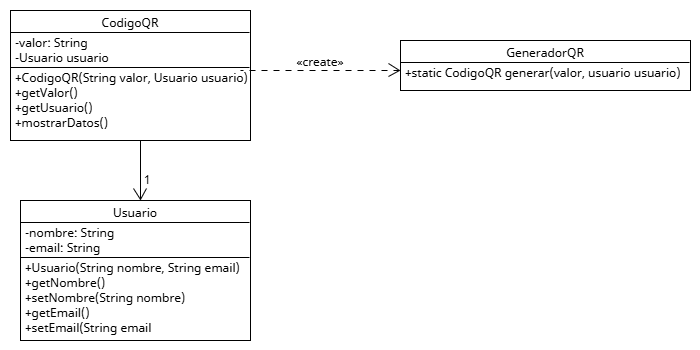 CodigoQR
-valor: String
-Usuario usuario
+CodigoQR(String valor, Usuario usuario)
+getValor()
+getUsuario()
+mostrarDatos()
«create»
GeneradorQR
+static CodigoQR generar(valor, usuario usuario)
1
Usuario
-nombre: String
-email: String
+Usuario(String nombre, String email)
+getNombre()
+setNombre(String nombre)
+getEmail()
+setEmail(String email